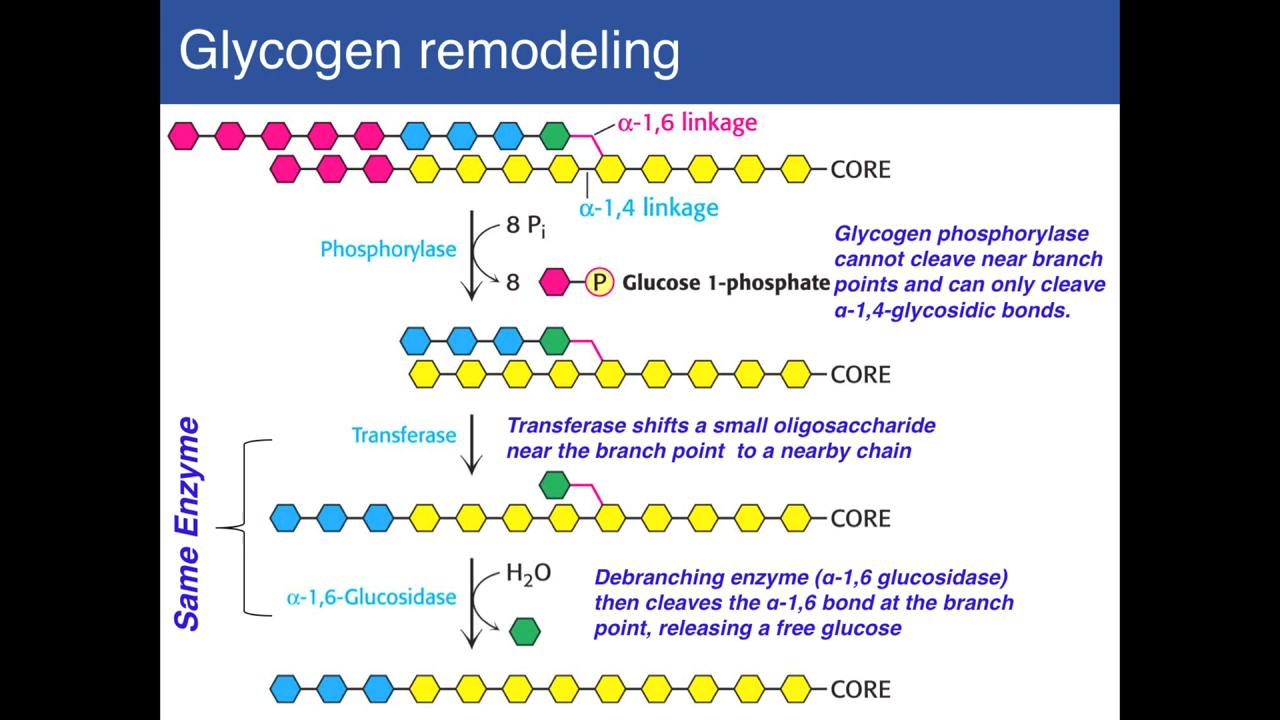 Glycogen remodeling
α-1,6 linkage
CORE
α-1,4 linkage
8 Pi
Phosphorylase
8 P Glucose 1-phosphate
Glycogen phosphorylase
cannot cleave near branch
points and can only cleave
α-1,4-glycosidic bonds.
CORE
Same Enzyme
Transferase
Transferase shifts a small oligosaccharide
near the branch point to a nearby chain
CORE
H2O
α-1,6-Glucosidase
Debranching enzyme (α-1,6 glucosidase)
then cleaves the α-1,6 bond at the branch
point, releasing a free glucose
CORE